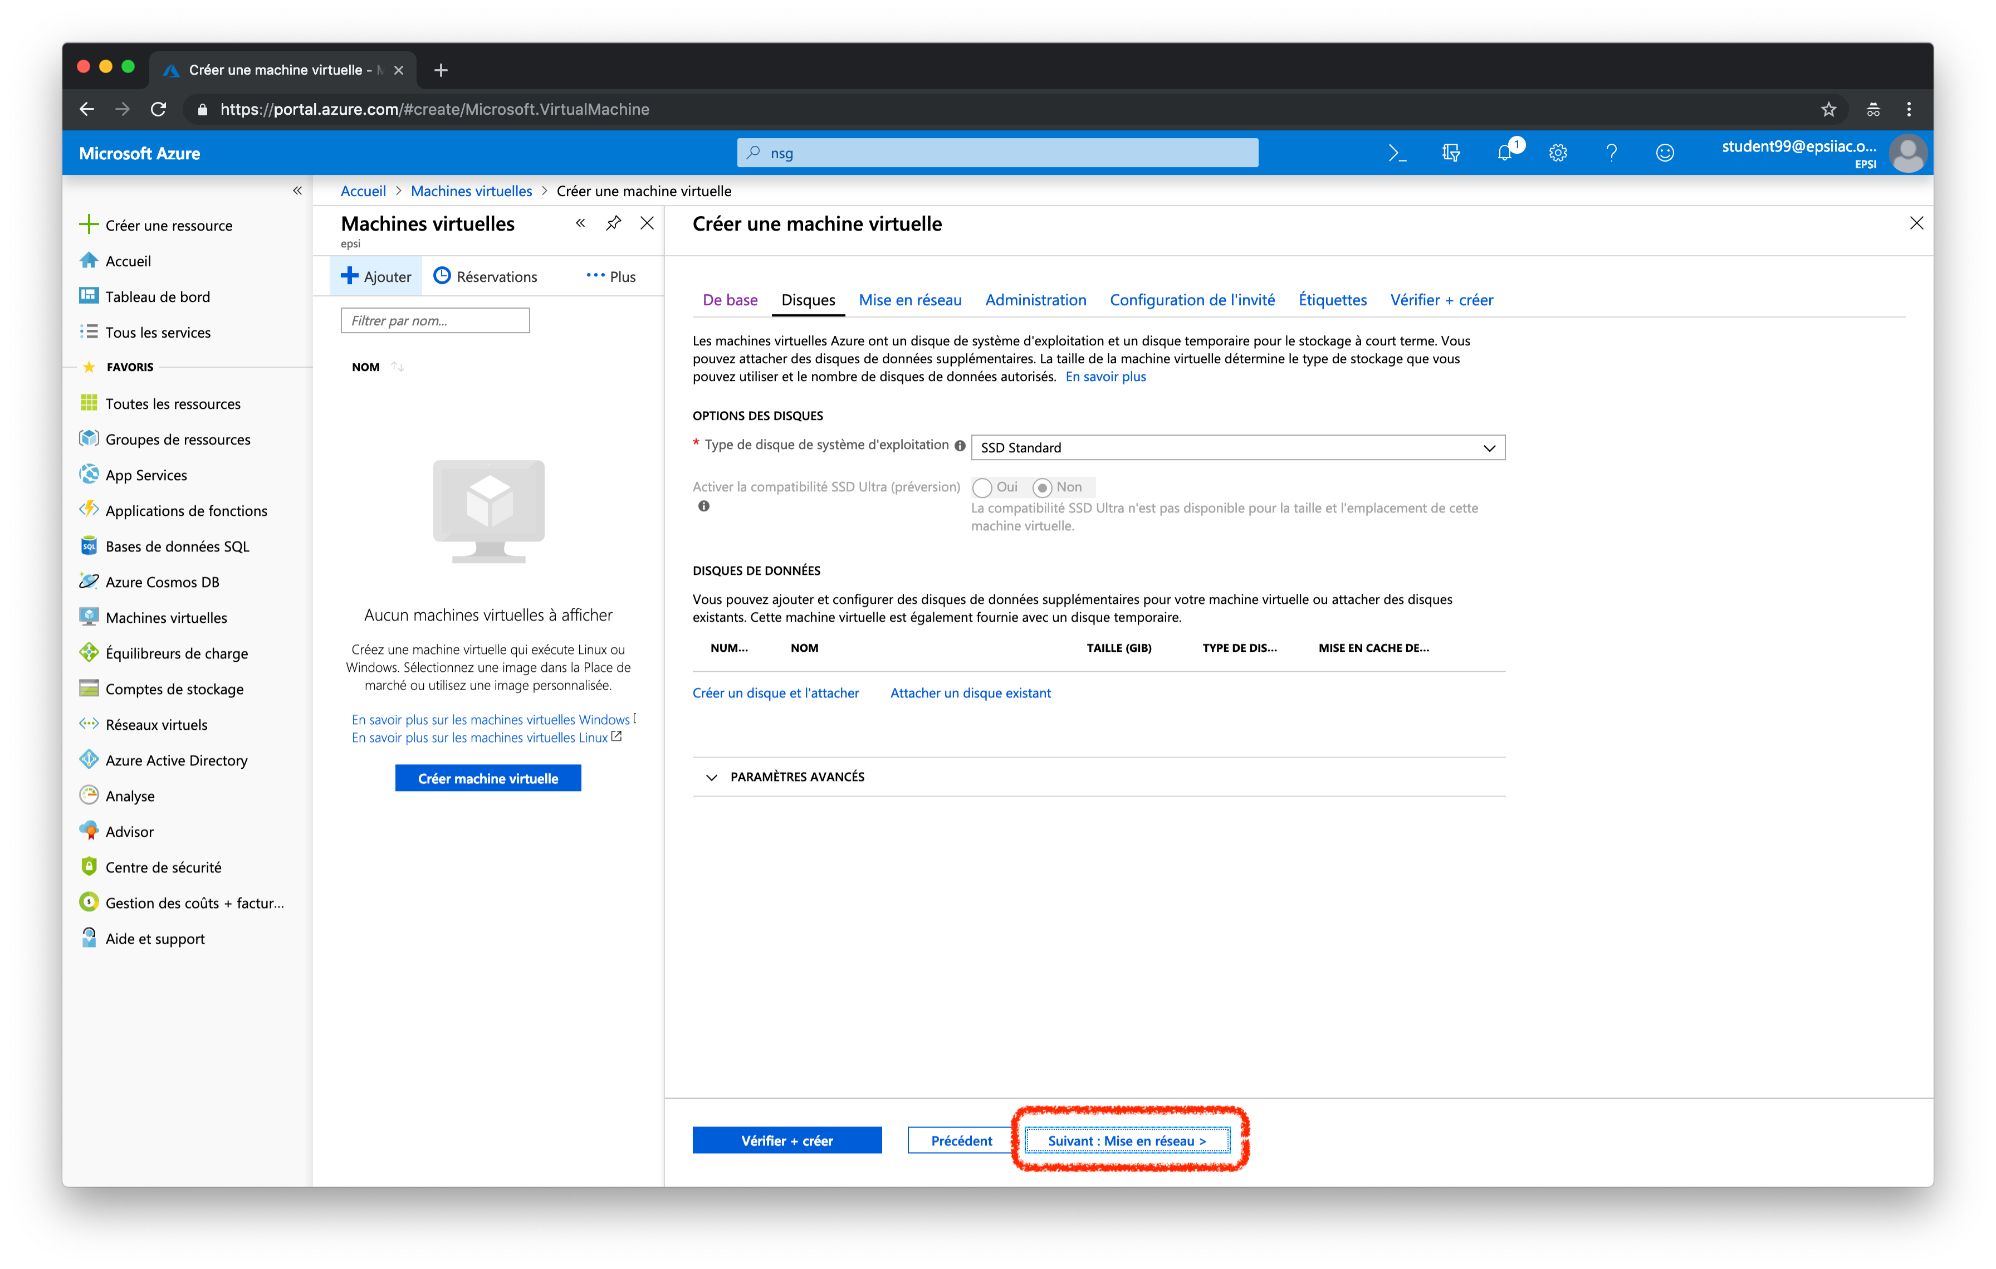 Créer une machine virtuelle - M
https://portal.azure.com/#create/Microsoft.VirtualMachine
Microsoft Azure
nsg
1
student99@epsiiac.o...
EPSI
Accueil > Machines virtuelles > Créer une machine virtuelle
Créer une ressource
Accueil
Tableau de bord
Tous les services
FAVORIS
Toutes les ressources
Groupes de ressources
App Services
Applications de fonctions
Bases de données SQL
Azure Cosmos DB
Machines virtuelles
Équilibreurs de charge
Comptes de stockage
Réseaux virtuels
Azure Active Directory
Analyse
Advisor
Centre de sécurité
Gestion des coûts + factur...
Aide et support
Machines virtuelles
epsi
Ajouter Réservations ··· Plus
Filtrer par nom...
NOM
Aucun machines virtuelles à afficher
Créez une machine virtuelle qui exécute Linux ou
Windows. Sélectionnez une image dans la Place de
marché ou utilisez une image personnalisée.
En savoir plus sur les machines virtuelles Windows
En savoir plus sur les machines virtuelles Linux
Créer machine virtuelle
Créer une machine virtuelle
De base Disques Mise en réseau Administration Configuration de l'invité Étiquettes Vérifier + créer
Les machines virtuelles Azure ont un disque de système d'exploitation et un disque temporaire pour le stockage à court terme. Vous
pouvez attacher des disques de données supplémentaires. La taille de la machine virtuelle détermine le type de stockage que vous
pouvez utiliser et le nombre de disques de données autorisés. En savoir plus
OPTIONS DES DISQUES
* Type de disque de système d'exploitation SSD Standard
Activer la compatibilité SSD Ultra (préversion) Oui Non
La compatibilité SSD Ultra n'est pas disponible pour la taille et l'emplacement de cette
machine virtuelle.
DISQUES DE DONNÉES
Vous pouvez ajouter et configurer des disques de données supplémentaires pour votre machine virtuelle ou attacher des disques
existants. Cette machine virtuelle est également fournie avec un disque temporaire.
NUM... NOM TAILLE (GIB) TYPE DE DIS... MISE EN CACHE DE...
Créer un disque et l'attacher Attacher un disque existant
PARAMÈTRES AVANCÉS
Vérifier + créer Précédent Suivant : Mise en réseau >